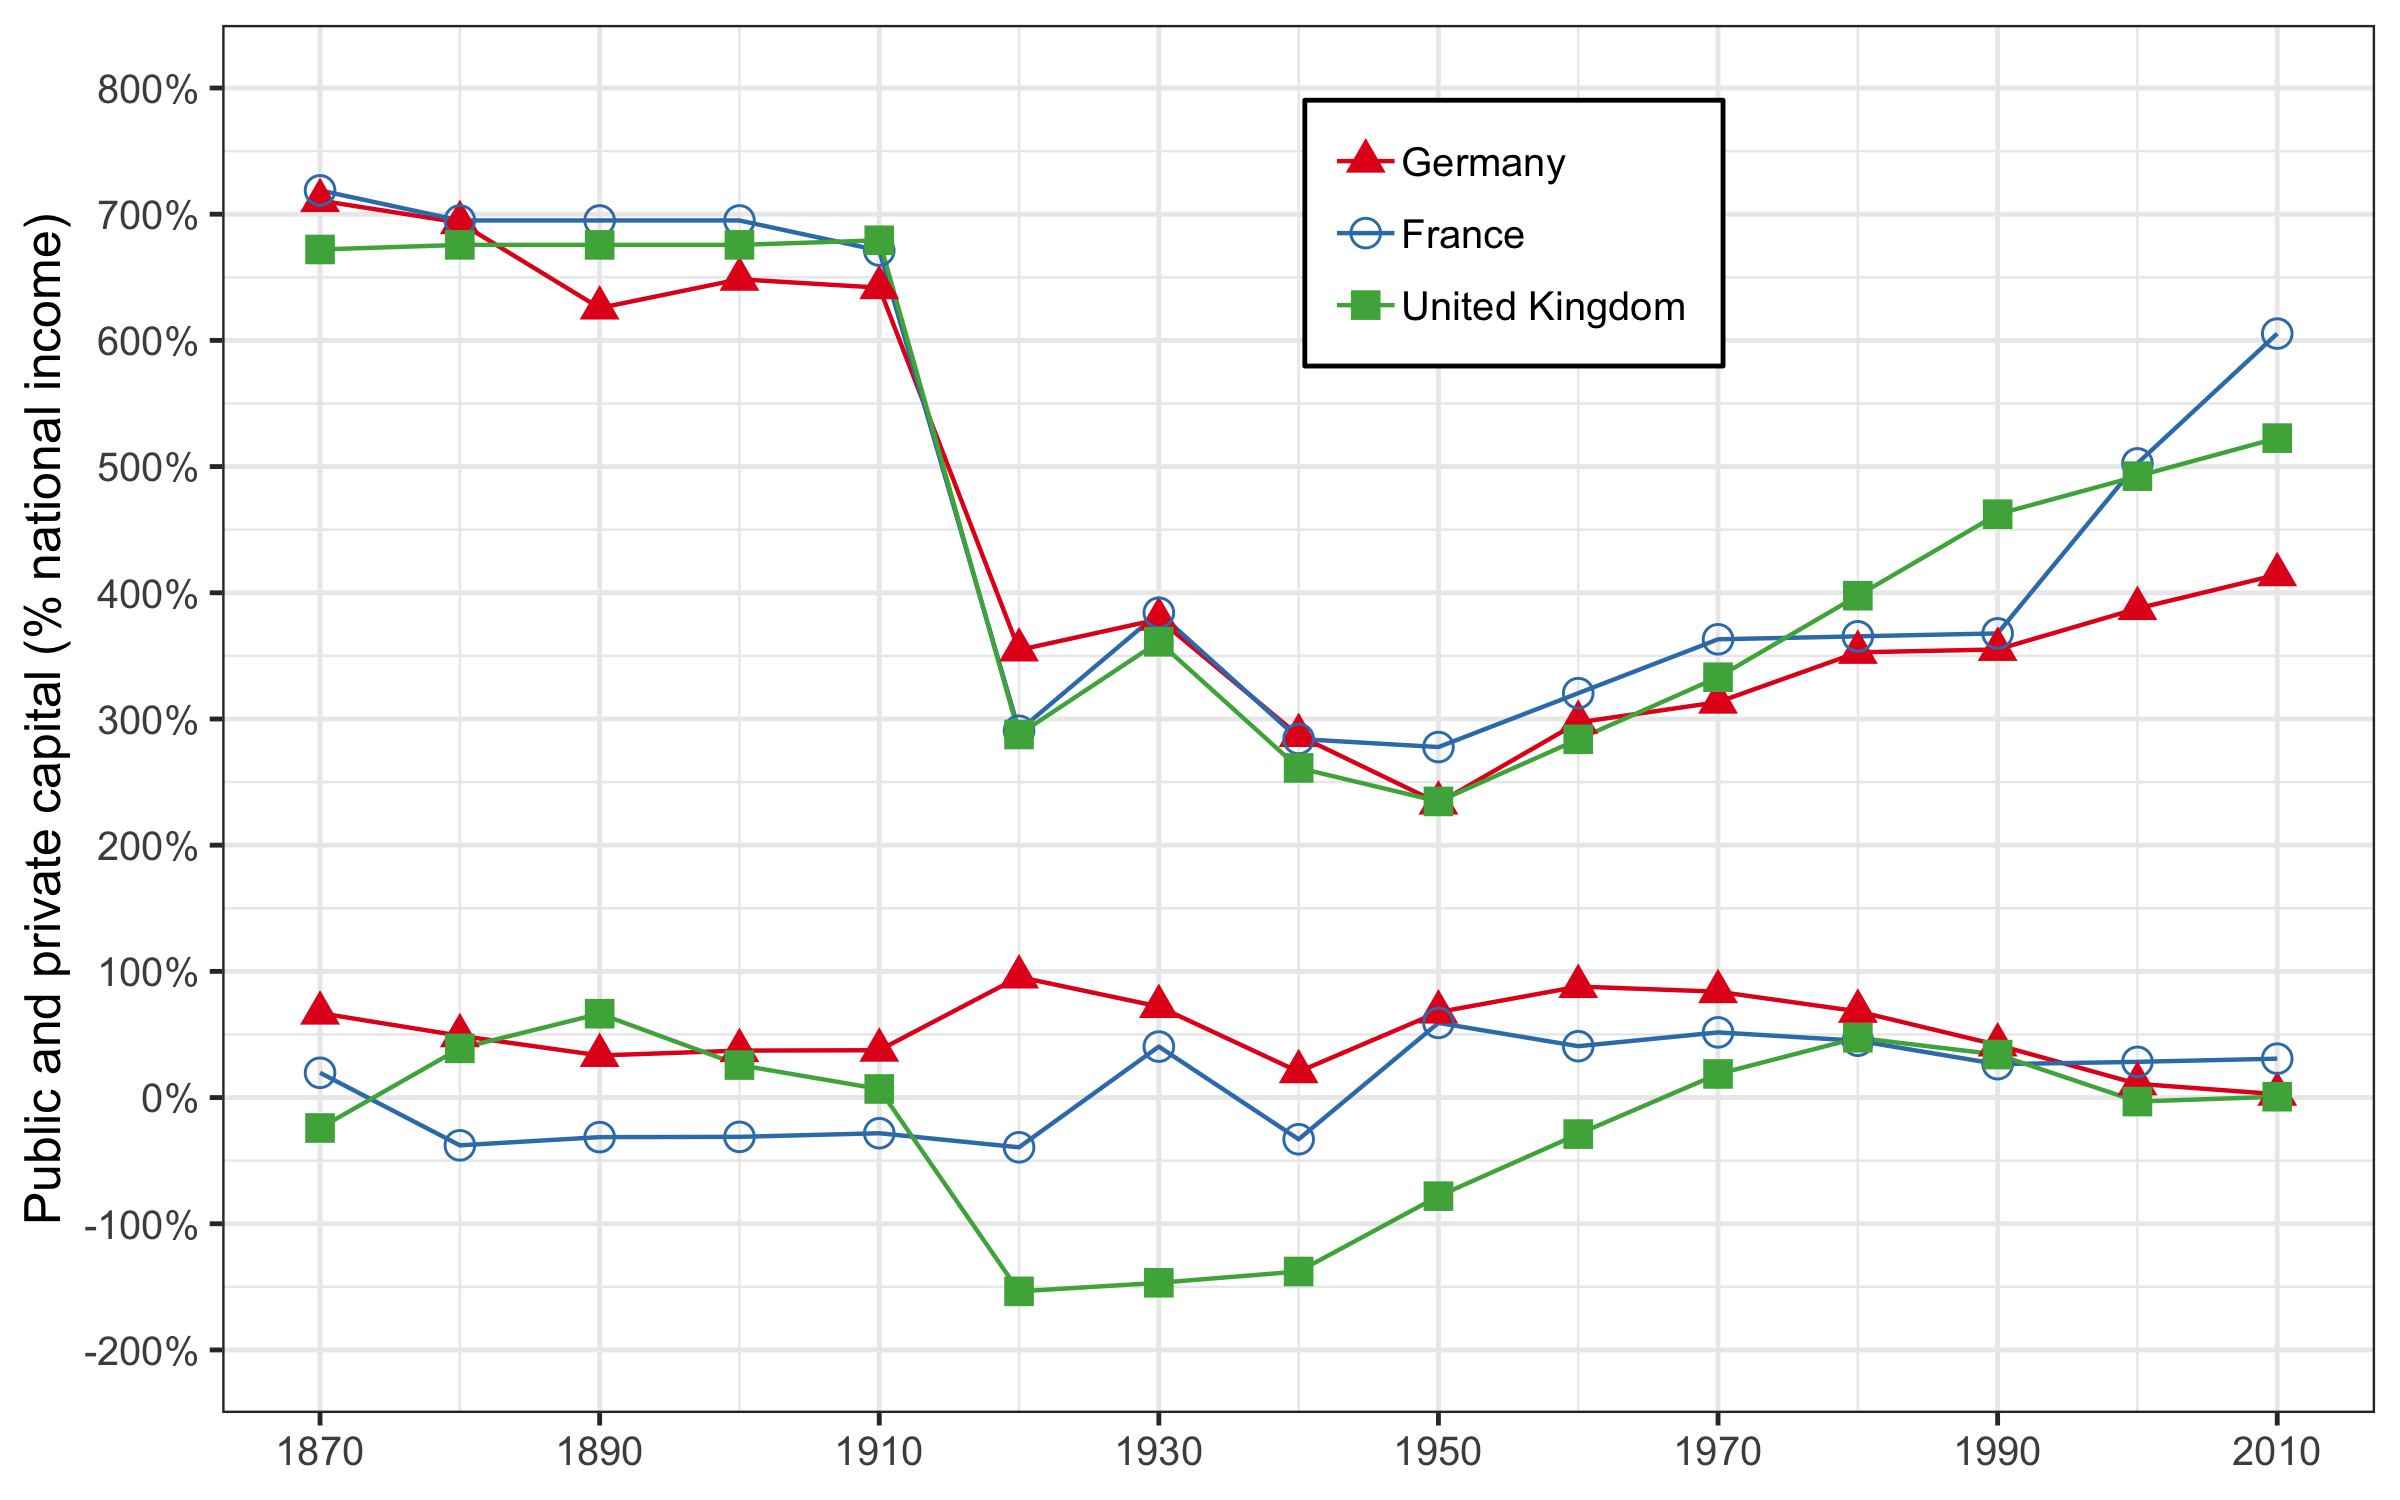 Public and private capital (% national income)
800%
700%
600%
500%
400%
300%
200%
100%
0%
-100%
-200%
Germany
France
United Kingdom
1870 1890 1910 1930 1950 1970 1990 2010